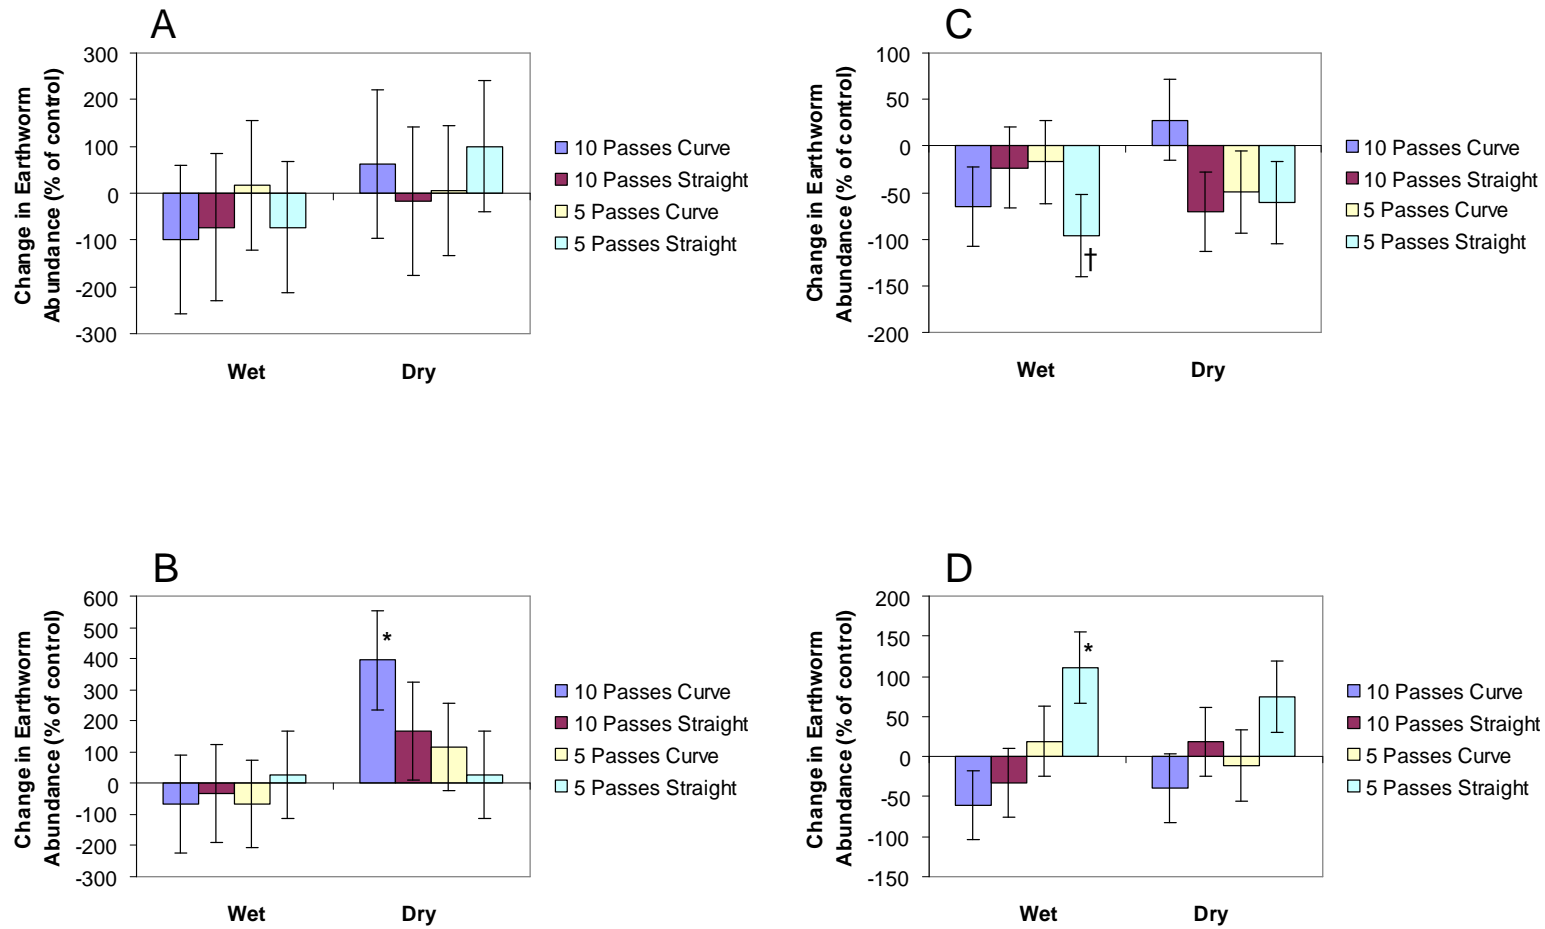 A
300
200
100
0
-100
-200
-300
Change in Earthworm
Abundance (% of control)
Wet
Dry
10 Passes Curve
10 Passes Straight
5 Passes Curve
5 Passes Straight
C
100
50
0
-50
-100
-150
-200
Change in Earthworm
Abundance (% of control)
†
Wet
Dry
10 Passes Curve
10 Passes Straight
5 Passes Curve
5 Passes Straight
B
600
500
400
300
200
100
0
-100
-200
-300
Change in Earthworm
Abundance (% of control)
*
Wet
Dry
10 Passes Curve
10 Passes Straight
5 Passes Curve
5 Passes Straight
D
200
150
100
50
0
-50
-100
-150
Change in Earthworm
Abundance (% of control)
*
Wet
Dry
10 Passes Curve
10 Passes Straight
5 Passes Curve
5 Passes Straight